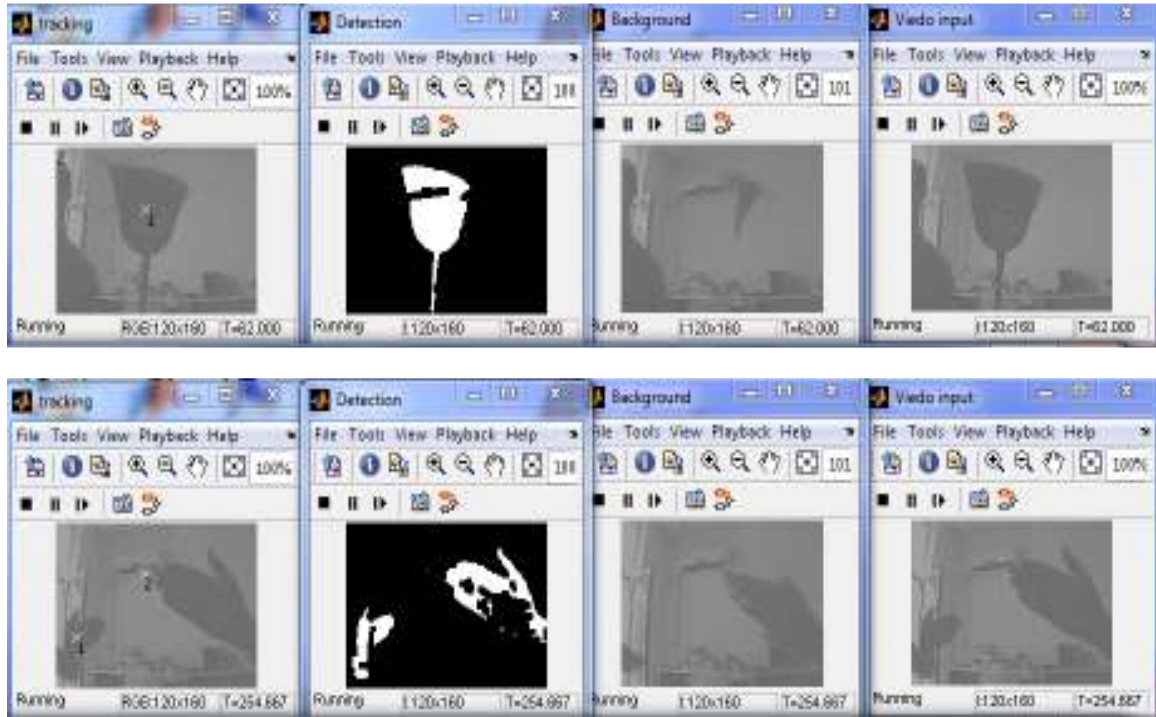 tracking
File Tools View Playback Help
100%
1
Running RGB:120x160 T=62.000
Detection
File Tools View Playback Help
Running I:120x160 T=62.000
Background
File Tools View Playback Help
101
Running I:120x160 T=62.000
Viedo input
File Tools View Playback Help
100%
Running I:120x160 T=62.000
tracking
File Tools View Playback Help
100%
2
1
Running RGB:120x160 T=254.667
Detection
File Tools View Playback Help
Running I:120x160 T=254.667
Background
File Tools View Playback Help
101
Running I:120x160 T=254.667
Viedo input
File Tools View Playback Help
100%
Running I:120x160 T=254.667